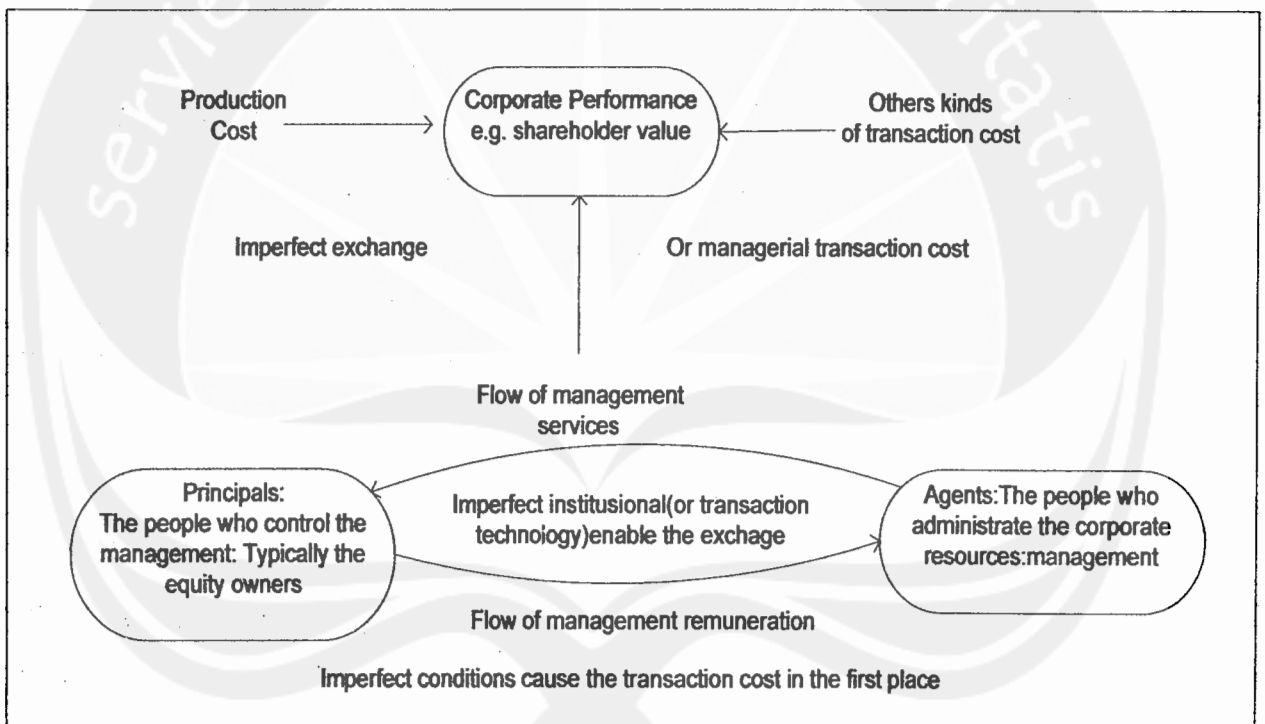 Production
Cost
Corporate Performance
e.g. shareholder value
Others kinds
of transaction cost
Imperfect exchange
Or managerial transaction cost
Flow of management
services
Principals:
The people who control the
management: Typically the
equity owners
Imperfect institusional(or transaction
technology)enable the exchage
Agents:The people who
administrate the corporate
resources:management
Flow of management remuneration
Imperfect conditions cause the transaction cost in the first place